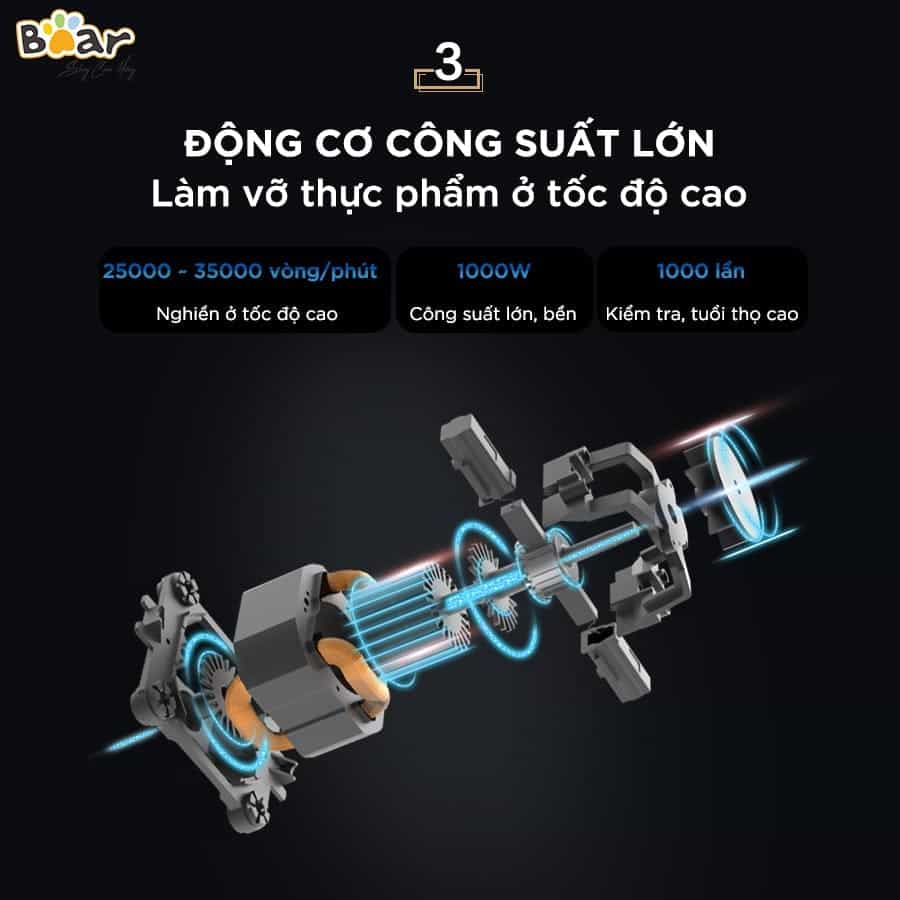 Bear
3
ĐỘNG CƠ CÔNG SUẤT LỚN
Làm vỡ thực phẩm ở tốc độ cao
25000 ~ 35000 vòng/phút
Nghiền ở tốc độ cao
1000W
Công suất lớn, bền
1000 lần
Kiểm tra, tuổi thọ cao